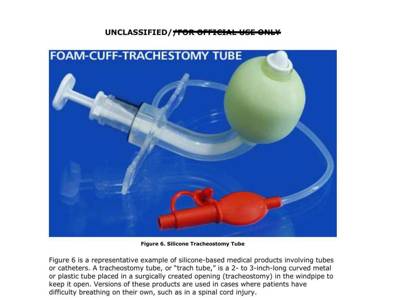 UNCLASSIFIED//FOR OFFICIAL USE ONLY
FOAM-CUFF-TRACHESTOMY TUBE
Figure 6. Silicone Tracheostomy Tube
Figure 6 is a representative example of silicone-based medical products involving tubes
or catheters. A tracheostomy tube, or “trach tube,” is a 2- to 3-inch-long curved metal
or plastic tube placed in a surgically created opening (tracheostomy) in the windpipe to
keep it open. Versions of these products are used in cases where patients have
difficulty breathing on their own, such as in a spinal cord injury.